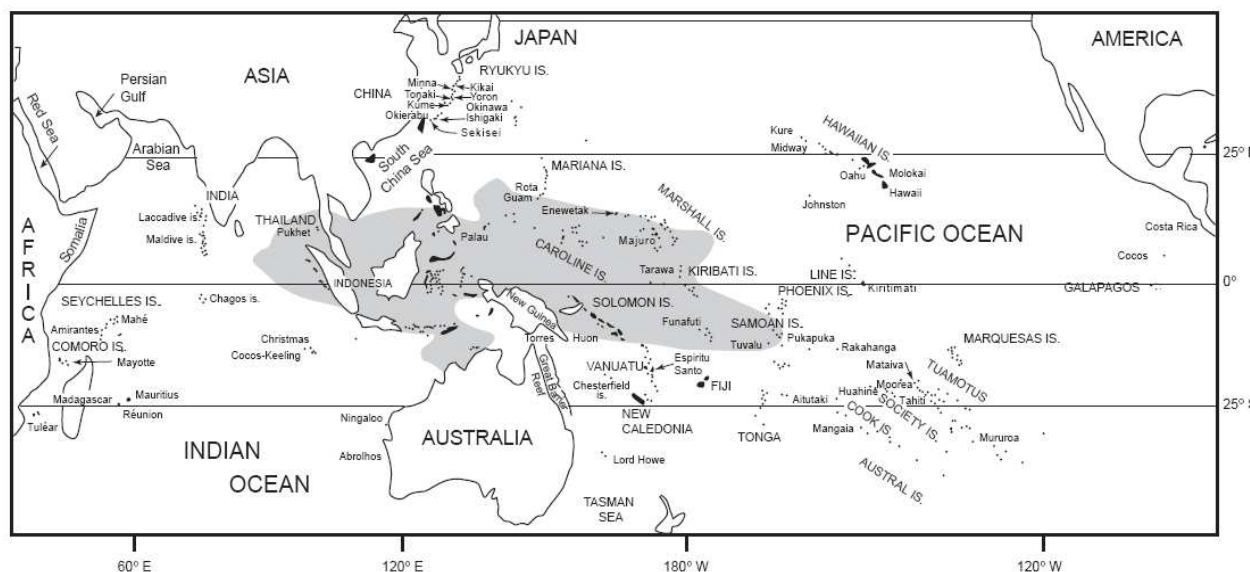 JAPAN
AMERICA
ASIA
RYUKYU IS.
Persian
Gulf
Minna
Kikai
CHINA
Tonaki
Yoron
Kume
Okinawa
Okierabu
Ishigaki
Sekisei
Red Sea
Arabian
Sea
South
China Sea
Kure
HAWAIIAN IS.
Midway
25° N
MARIANA IS.
Oahu
Molokai
Hawaii
INDIA
Rota
Guam
MARSHALL IS.
Johnston
Enewetak
Laccadive is.
THAILAND
Pukhet
AFRICA
Somalia
Maldive is.
Palau
Majuro
PACIFIC OCEAN
Costa Rica
CAROLINE IS.
Cocos
Tarawa
KIRIBATI IS.
LINE IS.
0°
INDONESIA
PHOENIX IS.
Kiritimati
GALAPAGOS
SEYCHELLES IS.
Chagos is.
New Guinea
SOLOMON IS.
Mahé
Amirantes
Funafuti
SAMOAN IS.
COMORO IS.
Christmas
Torres
Huon
Tuvalu
Pukapuka
MARQUESAS IS.
Mayotte
Cocos-Keeling
Rakahanga
VANUATU
Espiritu
Santo
Mataiva
TUAMOTUS
Great Barrier
Reef
Chesterfield
is.
FIJI
Huahine
Moorea
Madagascar
Mauritius
Aitutaki
Tahiti
SOCIETY IS.
Réunion
25° S
Ningaloo
NEW
CALEDONIA
COOK IS.
Tuléar
AUSTRALIA
TONGA
Mangaia
Mururoa
INDIAN
OCEAN
Abrolhos
Lord Howe
AUSTRAL IS.
TASMAN
SEA
60° E
120° E
180° W
120° W